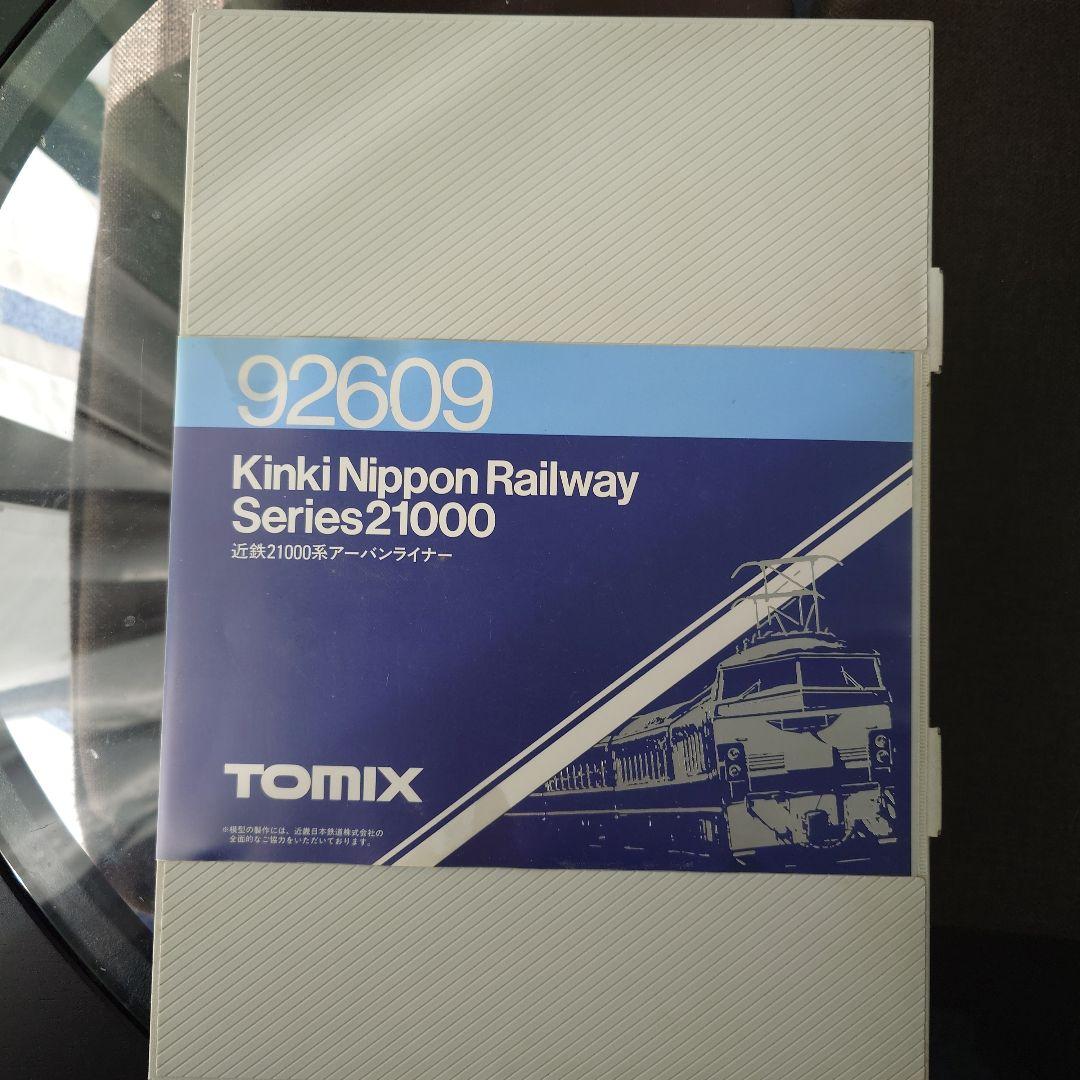 92609
Kinki Nippon Railway
Series21000
近鉄21000系アーバンライナー
TOMIX
※模型の製作には、近畿日本鉄道株式会社の
全面的なご協力をいただいております。